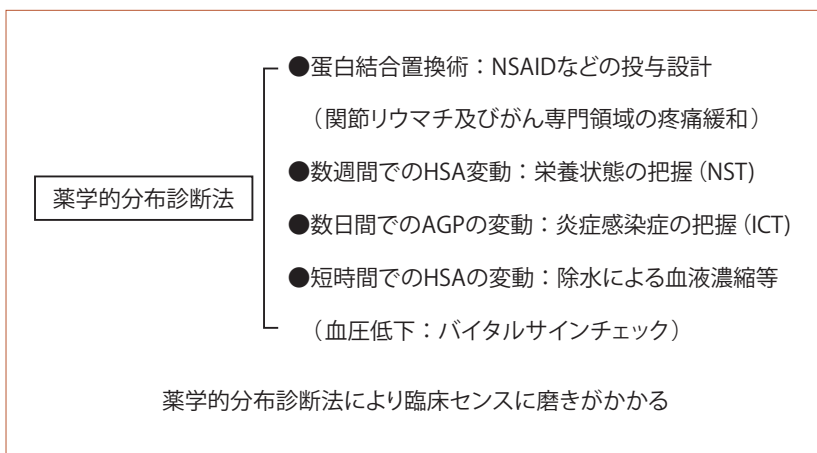 ●蛋白結合置換術：NSAIDなどの投与設計
（関節リウマチ及びがん専門領域の疼痛緩和）
●数週間でのHSA変動：栄養状態の把握（NST)
薬学的分布診断法
●数日間でのAGPの変動：炎症感染症の把握（ICT)
●短時間でのHSAの変動：除水による血液濃縮等
（血圧低下：バイタルサインチェック）
薬学的分布診断法により臨床センスに磨きがかかる